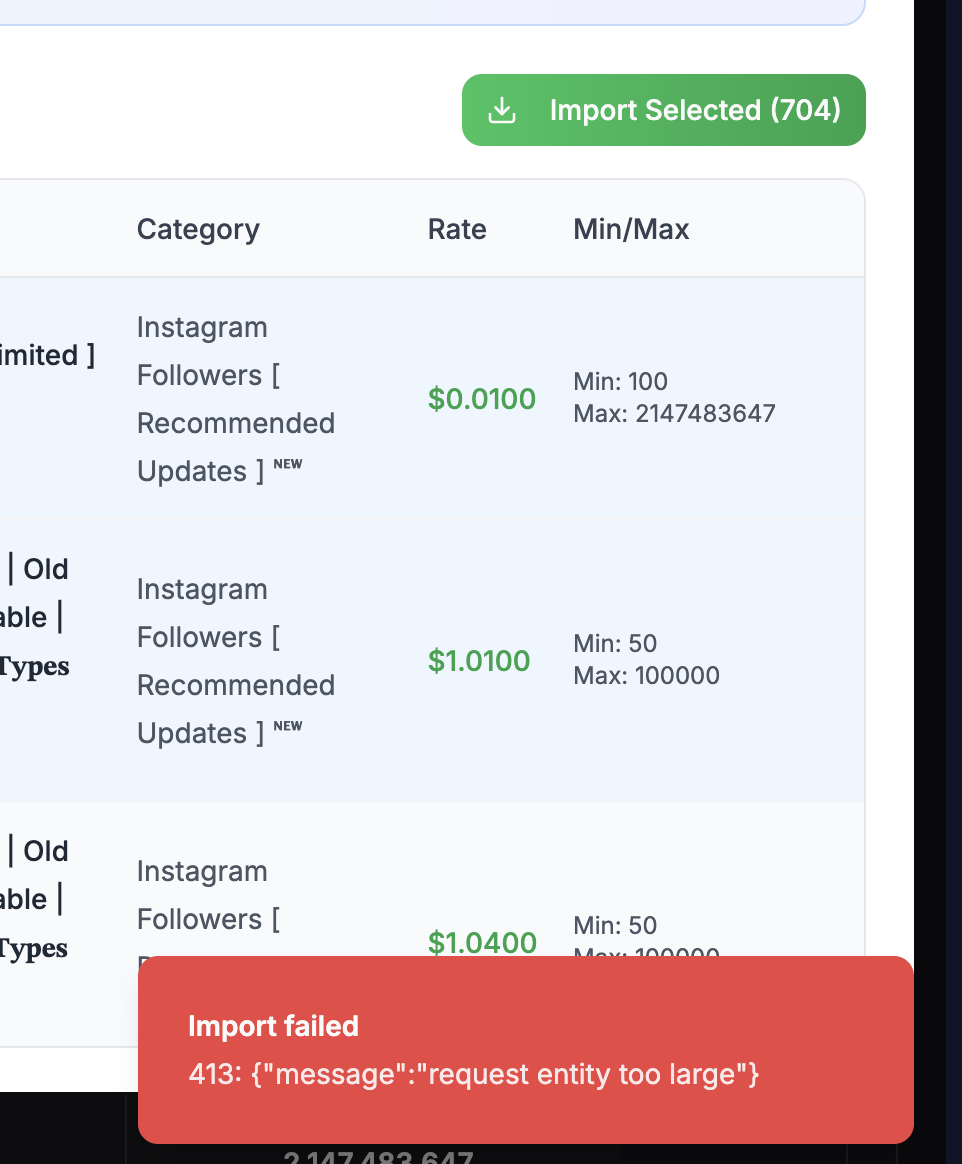 Import Selected (704)
Category Rate Min/Max
Instagram
imited ]
Followers [
Recommended
Updates ] ᴺᴱᵂ
$0.0100
Min: 100
Max: 2147483647
| Old
able |
Types
Instagram
Followers [
Recommended
Updates ] ᴺᴱᵂ
$1.0100
Min: 50
Max: 100000
| Old
able |
Types
Instagram
Followers [
$1.0400
Min: 50
Max: 100000
Import failed
413: {"message":"request entity too large"}
2,147,483,647